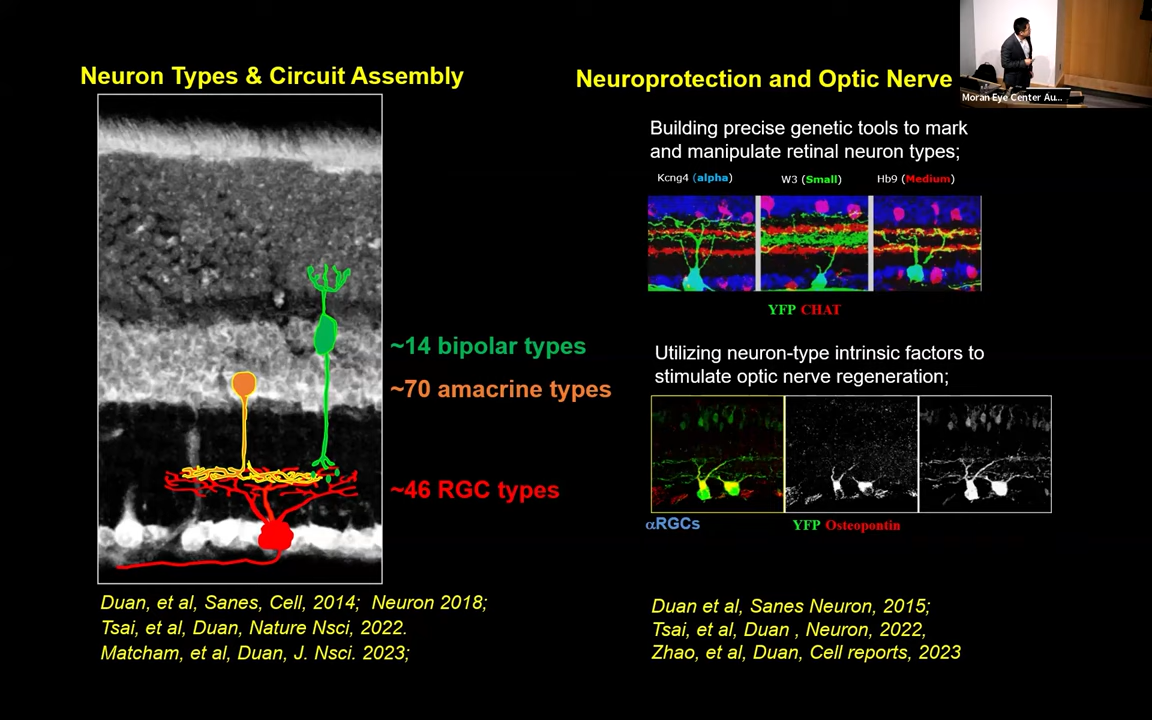 Neuron Types & Circuit Assembly
~14 bipolar types
~70 amacrine types
~46 RGC types
Duan, et al, Sanes, Cell, 2014; Neuron 2018;
Tsai, et al, Duan, Nature Nsci, 2022.
Matcham, et al, Duan, J. Nsci. 2023;
Neuroprotection and Optic Nerve
Moran Eye Center Au...
Building precise genetic tools to mark
and manipulate retinal neuron types;
Kcng4 (alpha) W3 (Small) Hb9 (Medium)
YFP CHAT
Utilizing neuron-type intrinsic factors to
stimulate optic nerve regeneration;
αRGCs YFP Osteopontin
Duan et al, Sanes Neuron, 2015;
Tsai, et al, Duan , Neuron, 2022,
Zhao, et al, Duan, Cell reports, 2023